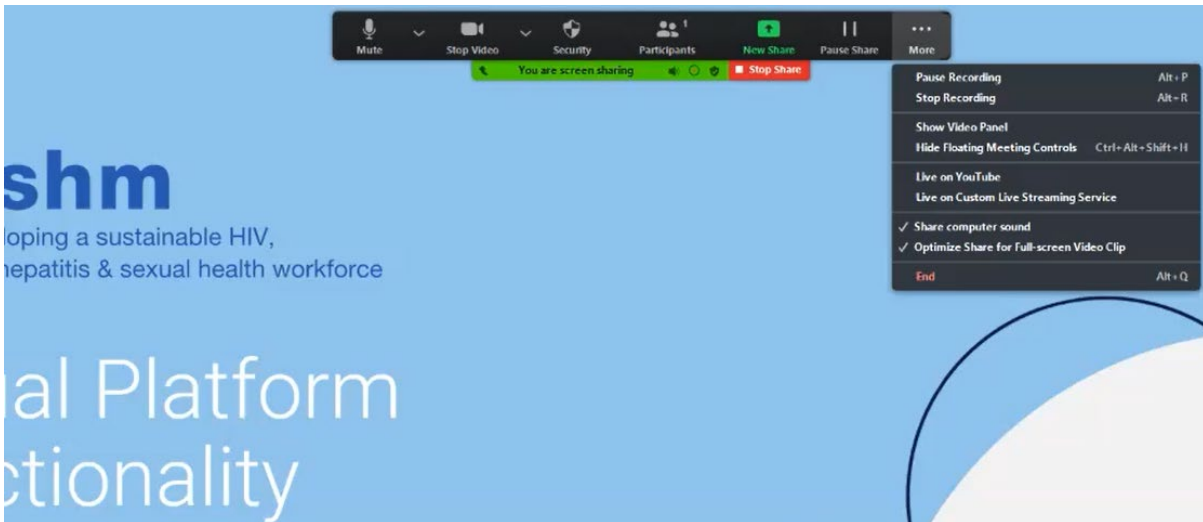 1
Mute Stop Video Security Participants New Share Pause Share More
You are screen sharing Stop Share
Pause Recording Alt+P
Stop Recording Alt+R
Show Video Panel
Hide Floating Meeting Controls Ctrl+Alt+Shift+H
Live on YouTube
Live on Custom Live Streaming Service
Share computer sound
Optimize Share for Full-screen Video Clip
End Alt+Q
shm
loping a sustainable HIV,
hepatitis & sexual health workforce
al Platform
ctionality